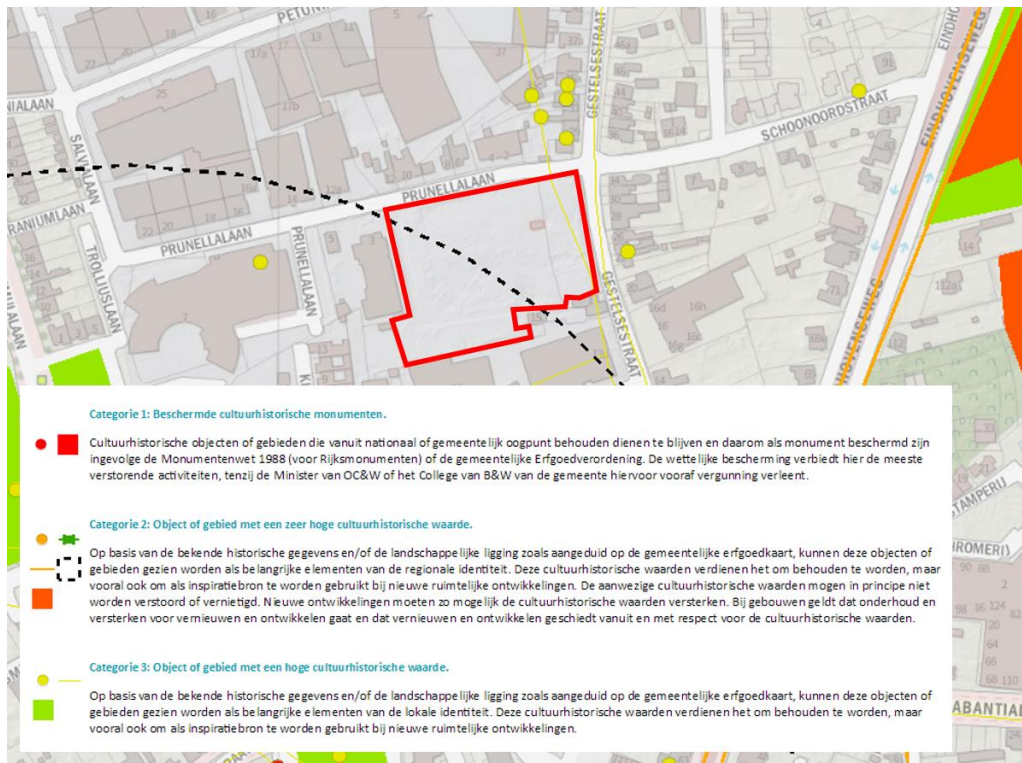 PETUNI
NIALAAN
SALVIALAAN
RANIUMLAAN
TROLLIUSLAAN
PRUNELLALAAN
PRUNELLALAAN
PRUNELLALAAN
GESTELSESTRAAT
GESTELSESTRAAT
SCHOONOORDSTRAAT
EINDHOVENSEWEG
EINDHO
HOVENSEWEG
MULALAAN
Categorie 1: Beschermde cultuurhistorische monumenten.
Cultuurhistorische objecten of gebieden die vanuit nationaal of gemeentelijk oogpunt behouden dienen te blijven en daarom als monument beschermd zijn
ingevolge de Monumentenwet 1988 (voor Rijksmonumenten) of de gemeentelijke Erfgoedverordening. De wettelijke bescherming verbiedt hier de meeste
verstorende activiteiten, tenzij de Minister van OC&W of het College van B&W van de gemeente hiervoor vooraf vergunning verleent.
Categorie 2: Object of gebied met een zeer hoge cultuurhistorische waarde.
Op basis van de bekende historische gegevens en/of de landschappelijke ligging zoals aangeduid op de gemeentelijke erfgoedkaart, kunnen deze objecten of
gebieden gezien worden als belangrijke elementen van de regionale identiteit. Deze cultuurhistorische waarden verdienen het om behouden te worden, maar
vooral ook om als inspiratiebron te worden gebruikt bij nieuwe ruimtelijke ontwikkelingen. De aanwezige cultuurhistorische waarden mogen in principe niet
worden verstoord of vernietigd. Nieuwe ontwikkelingen moeten zo mogelijk de cultuurhistorische waarden versterken. Bij gebouwen geldt dat onderhoud en
versterken voor vernieuwen en ontwikkelen gaat en dat vernieuwen en ontwikkelen geschiedt vanuit en met respect voor de cultuurhistorische waarden.
Categorie 3: Object of gebied met een hoge cultuurhistorische waarde.
Op basis van de bekende historische gegevens en/of de landschappelijke ligging zoals aangeduid op de gemeentelijke erfgoedkaart, kunnen deze objecten of
gebieden gezien worden als belangrijke elementen van de lokale identiteit. Deze cultuurhistorische waarden verdienen het om behouden te worden, maar
vooral ook om als inspiratiebron te worden gebruikt bij nieuwe ruimtelijke ontwikkelingen.
STAMPERIJ
BROMERIJ
ABANTIAL